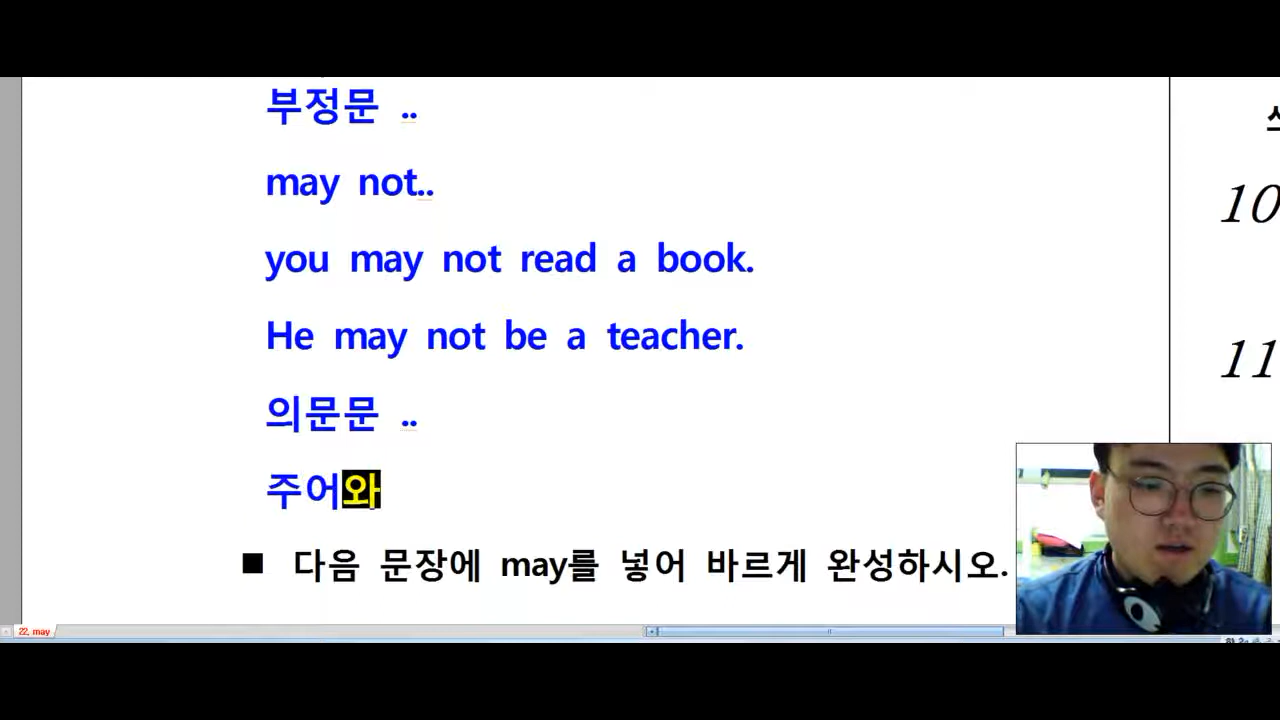 부정문 ..
may not..
you may not read a book.
He may not be a teacher.
의문문 ..
주어와
■ 다음 문장에 may를 넣어 바르게 완성하시오.
10
11
22. may